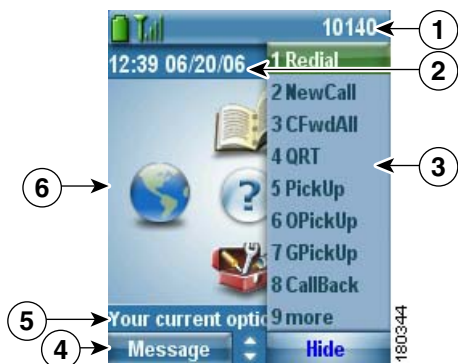 10140
1
12:39 06/20/06
2
1 Redial
2 NewCall
3 CFwdAll
4 QRT
5 PickUp
6 OPickUp
7 GPickUp
8 CallBack
9 more
3
6
?
5
Your current optio
4
Message
Hide
180344